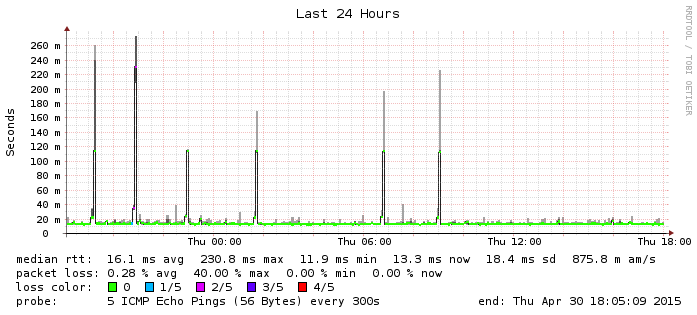 Last 24 Hours
RRDTOOL / TOBI OETIKER
Seconds
260 m
240 m
220 m
200 m
180 m
160 m
140 m
120 m
100 m
80 m
60 m
40 m
20 m
0
Thu 00:00 Thu 06:00 Thu 12:00 Thu 18:00
median rtt: 16.1 ms avg 230.8 ms max 11.9 ms min 13.3 ms now 18.4 ms sd 875.8 m am/s
packet loss: 0.28 % avg 40.00 % max 0.00 % min 0.00 % now
loss color: 0 1/5 2/5 3/5 4/5
probe: 5 ICMP Echo Pings (56 Bytes) every 300s end: Thu Apr 30 18:05:09 2015